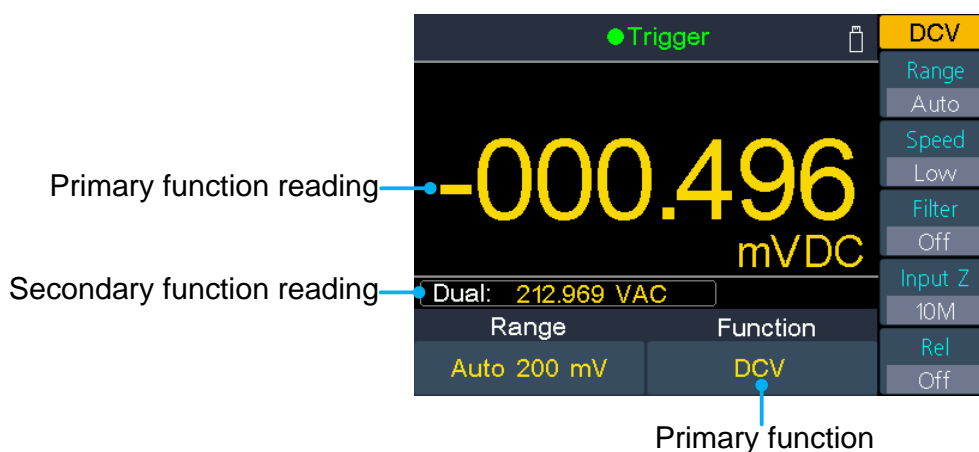 Trigger
DCV
Range
Auto
Speed
Low
Filter
Off
Input Z
10M
Rel
Off
Primary function reading
-000.496
mVDC
Secondary function reading
Dual: 212.969 VAC
Range Function
Auto 200 mV DCV
Primary function